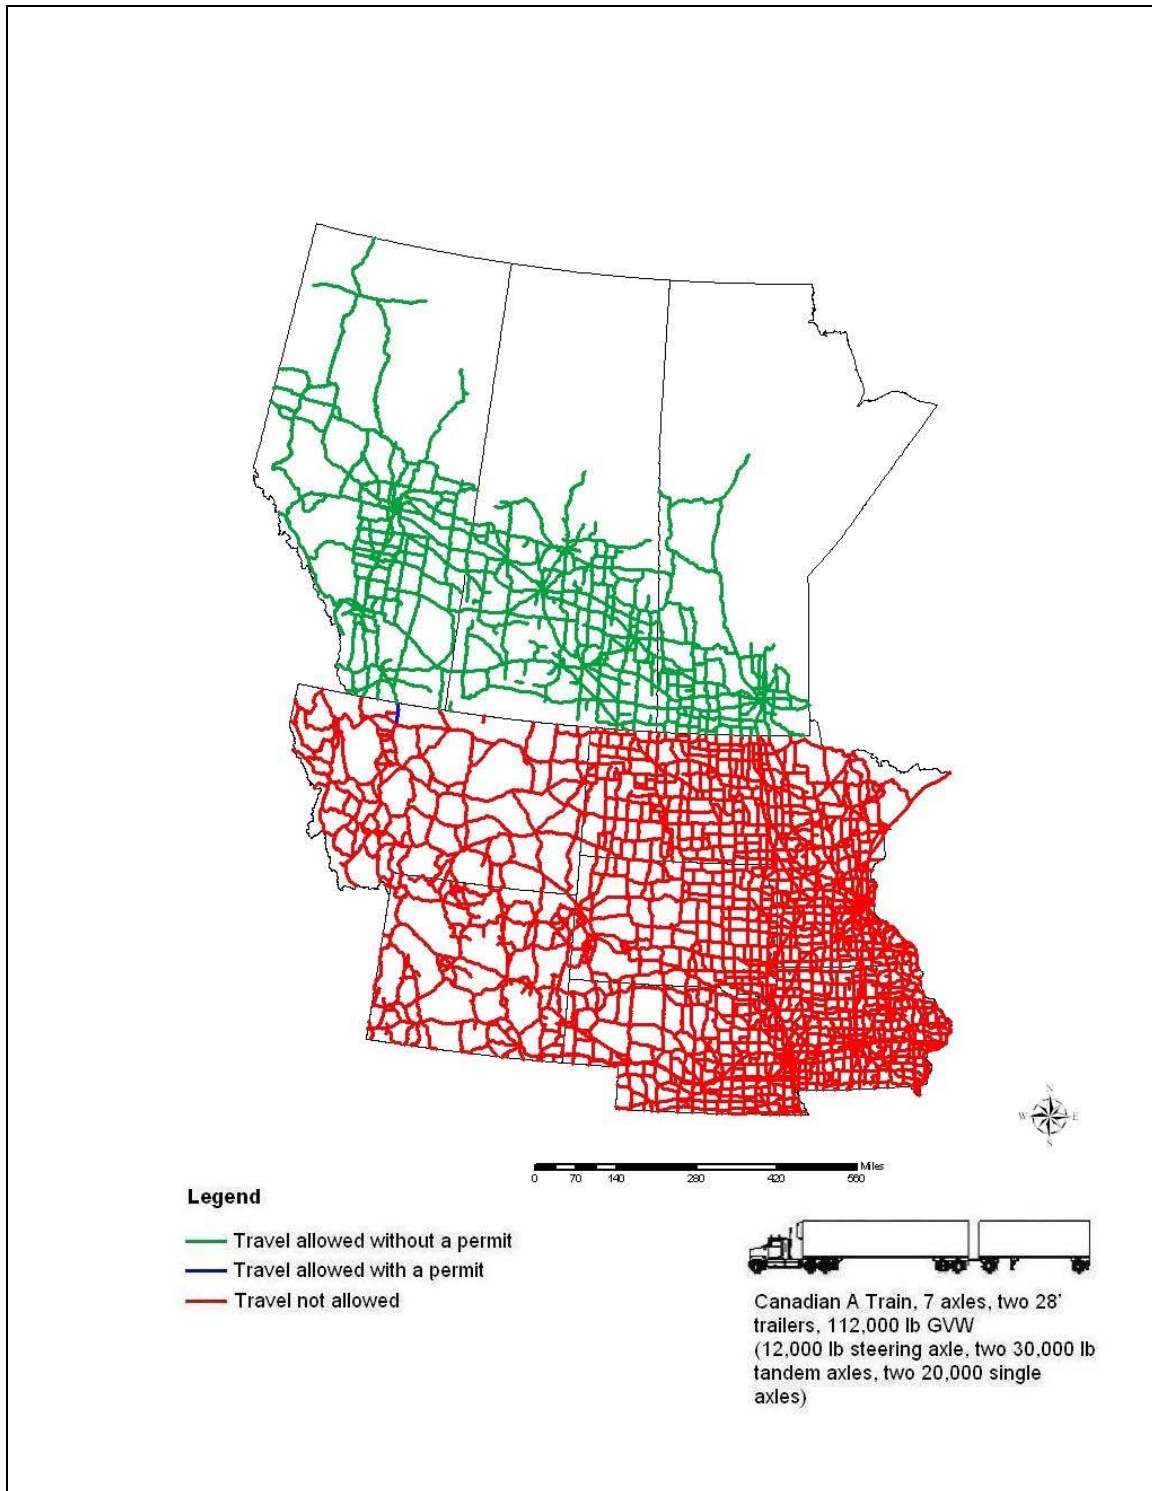 N
W E
S
Miles
0 70 140 280 420 560
Legend
Travel allowed without a permit
Travel allowed with a permit
Travel not allowed
Canadian A Train, 7 axles, two 28'
trailers, 112,000 lb GVW
(12,000 lb steering axle, two 30,000 lb
tandem axles, two 20,000 single
axles)